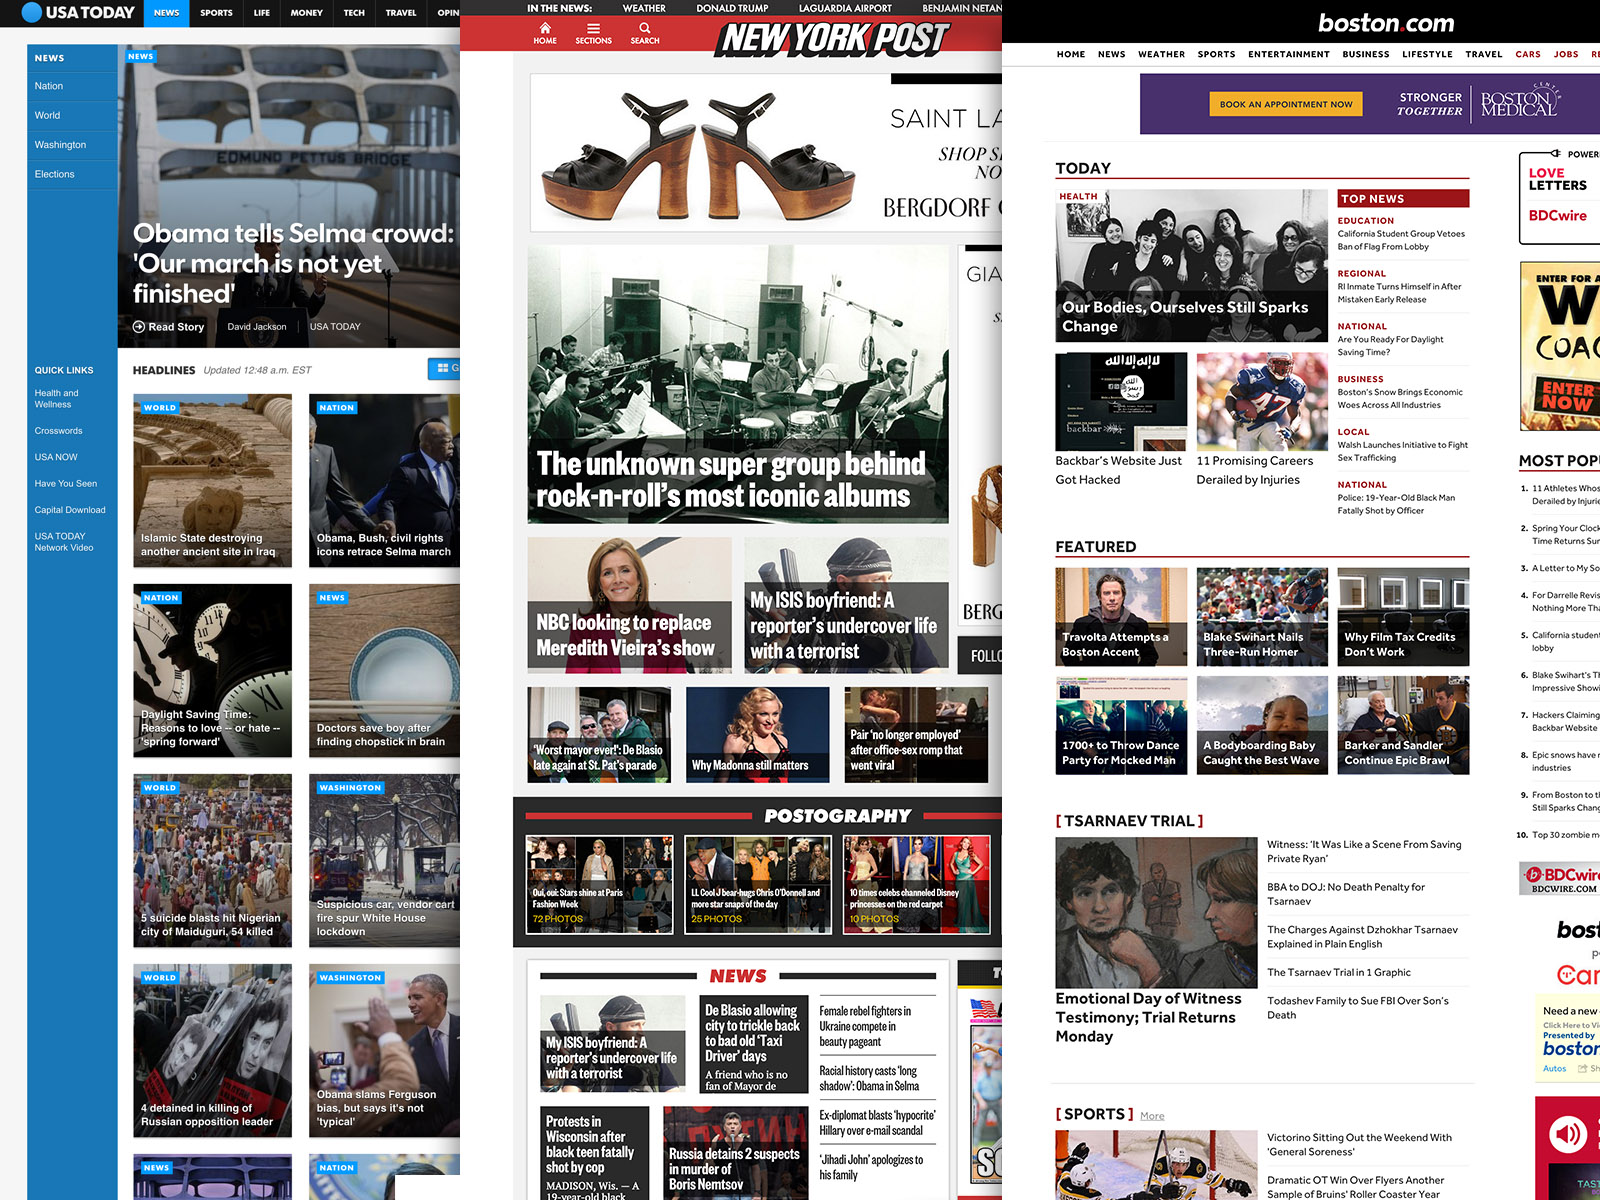 USA TODAY
NEWS
SPORTS
LIFE
MONEY
TECH
TRAVEL
NEWS
Nation
World
Washington
Elections
QUICK LINKS
Health and
Wellness
Crosswords
USA NOW
Have You Seen
Capital Download
USA TODAY
Network Video
NEWS
EDMUND PETTUS BRIDGE
Obama tells Selma crowd:
'Our march is not yet
finished'
Read Story
David Jackson
USA TODAY
HEADLINES
Updated 12:48 a.m. EST
WORLD
Islamic State destroying
another ancient site in Iraq
NATION
Obama, Bush, civil rights
icons retrace Selma march
NATION
Daylight Saving Time:
Reasons to love -- or hate --
'spring forward'
NEWS
Doctors save boy after
finding chopstick in brain
WORLD
5 suicide blasts hit Nigerian
city of Maiduguri, 54 killed
WASHINGTON
Suspicious car, vendor cart
fire spur White House
lockdown
WORLD
4 detained in killing of
Russian opposition leader
WASHINGTON
Obama slams Ferguson
bias, but says it's not
'typical'
NEWS
NATION
IN THE NEWS:
WEATHER
DONALD TRUMP
LAGUARDIA AIRPORT
BENJAMIN NETAN
HOME
SECTIONS
SEARCH
NEW YORK POST
SAINT LA
SHOP S
NO
BERGDORF
GIA
BERG
FOLLO
The unknown super group behind
rock-n-roll's most iconic albums
NBC looking to replace
Meredith Vieira's show
My ISIS boyfriend: A
reporter's undercover life
with a terrorist
'Worst mayor ever!': De Blasio
late again at St. Pat's parade
Why Madonna still matters
Pair 'no longer employed'
after office-sex romp that
went viral
POSTOGRAPHY
Oui, oui: Stars shine at Paris
Fashion Week
72 PHOTOS
LL Cool J bear-hugs Chris O'Donnell and
more star snaps of the day
25 PHOTOS
10 times celebs channeled Disney
princesses on the red carpet
10 PHOTOS
NEWS
My ISIS boyfriend: A
reporter's undercover life
with a terrorist
De Blasio allowing
city to trickle back
to bad old 'Taxi
Driver' days
A friend who is no
fan of Mayor de
Female rebel fighters in
Ukraine compete in
beauty pageant
Racial history casts 'long
shadow': Obama in Selma
Ex-diplomat blasts 'hypocrite'
Hillary over e-mail scandal
'Jihadi John' apologizes to
his family
Protests in
Wisconsin after
black teen fatally
shot by cop
MADISON, Wis. — A
19-year-old black
Russia detains 2 suspects
in murder of
Boris Nemtsov
boston.com
HOME
NEWS
WEATHER
SPORTS
ENTERTAINMENT
BUSINESS
LIFESTYLE
TRAVEL
CARS
JOBS
BOOK AN APPOINTMENT NOW
STRONGER
TOGETHER
BOSTON
MEDICAL
CENTER
TODAY
HEALTH
Our Bodies, Ourselves Still Sparks
Change
backbar
Backbar's Website Just
Got Hacked
11 Promising Careers
Derailed by Injuries
TOP NEWS
EDUCATION
California Student Group Vetoes
Ban of Flag From Lobby
REGIONAL
RI Inmate Turns Himself in After
Mistaken Early Release
NATIONAL
Are You Ready For Daylight
Saving Time?
BUSINESS
Boston's Snow Brings Economic
Woes Across All Industries
LOCAL
Walsh Launches Initiative to Fight
Sex Trafficking
NATIONAL
Police: 19-Year-Old Black Man
Fatally Shot by Officer
FEATURED
Travolta Attempts a
Boston Accent
Blake Swihart Nails
Three-Run Homer
Why Film Tax Credits
Don't Work
1700+ to Throw Dance
Party for Mocked Man
A Bodyboarding Baby
Caught the Best Wave
Barker and Sandler
Continue Epic Brawl
[ TSARNAEV TRIAL ]
Emotional Day of Witness
Testimony; Trial Returns
Monday
Witness: 'It Was Like a Scene From Saving
Private Ryan'
BBA to DOJ: No Death Penalty for
Tsarnaev
The Charges Against Dzhokhar Tsarnaev
Explained in Plain English
The Tsarnaev Trial in 1 Graphic
Todashev Family to Sue FBI Over Son's
Death
[ SPORTS ]
More
Victorino Sitting Out the Weekend With
'General Soreness'
Dramatic OT Win Over Flyers Another
Sample of Bruins' Roller Coaster Year
POWER
LOVE
LETTERS
BDCwire
ENTER FOR A
W
COAC
ENTER
NOW
MOST POPU
1. 11 Athletes Whos
Derailed by Injurie
2. Spring Your Clock
Time Returns Sun
3. A Letter to My So
4. For Darrelle Revis
Nothing More Tha
5. California student
lobby
6. Blake Swihart's Th
Impressive Showi
7. Hackers Claiming
Backbar Website
8. Epic snows have r
industries
9. From Boston to th
Still Sparks Chang
10. Top 30 zombie m
BDCwire
BDCWIRE.COM
bost
Car
Need a new
Click Here to Vi
Presented by
boston
Autos
Sh